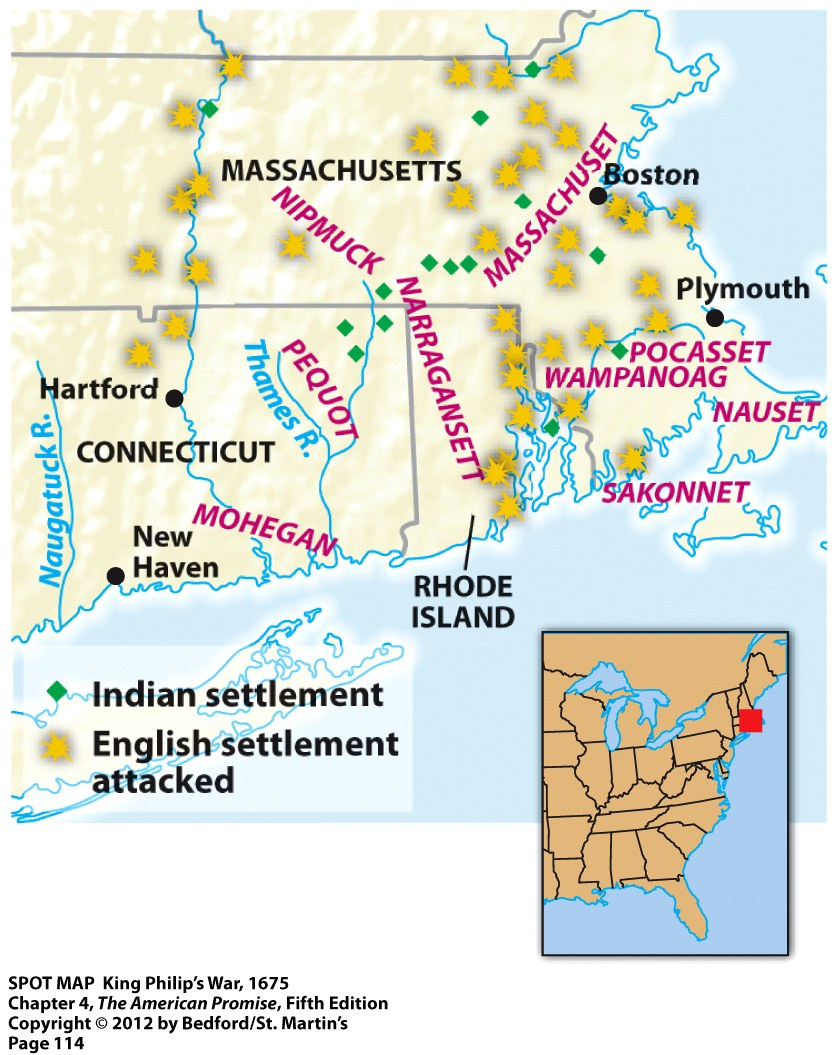 MASSACHUSETTS
NIPMUCK
MASSACHUSET
Boston
Plymouth
NARRAGANSETT
PEQUOT
Thames R.
POCASSET
WAMPANOAG
NAUSET
Hartford
Naugatuck R.
CONNECTICUT
SAKONNET
MOHEGAN
New
Haven
RHODE
ISLAND
Indian settlement
English settlement
attacked
SPOT MAP King Philip's War, 1675
Chapter 4, The American Promise, Fifth Edition
Copyright © 2012 by Bedford/St. Martin's
Page 114